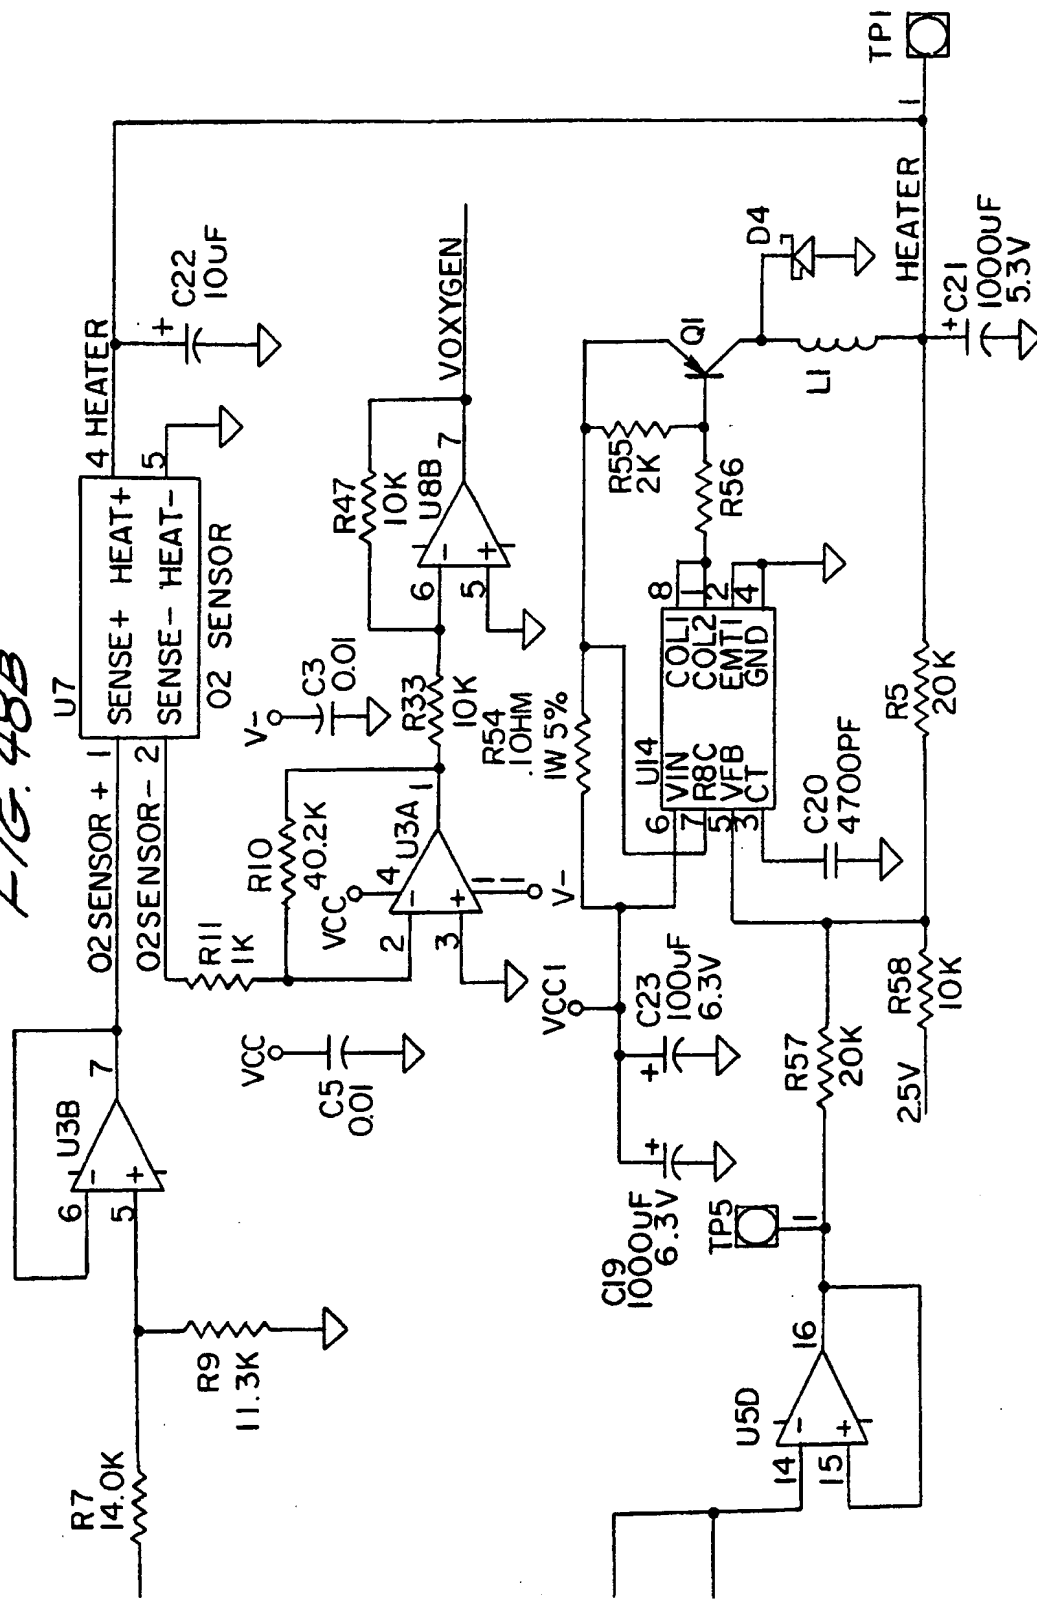 FIG. 48B
U7
O2SENSOR + 1
O2SENSOR- 2
SENSE+ HEAT+
SENSE- HEAT-
O2 SENSOR
4 HEATER
5
+
C22
10uF
U3B
6
5
7
-
+
R7
14.0K
R9
11.3K
R11
1K
VCC
C5
0.01
R10
40.2K
VCC
4
U3A
2
3
1
-
+
11
V-
V-
C3
0.01
R33
10K
R47
10K
U8B
6
5
7
-
+
VOXYGEN
R54
.1OHM
1W 5%
VCC1
C23
100uF
6.3V
+
C19
1000uF
6.3V
+
U14
6
7
5
3
VIN
R8C
VFB
CT
COL1
COL2
EMT1
GND
8
1
2
4
C20
4700PF
R55
2K
R56
Q1
D4
L1
HEATER
+
C21
1000uF
5.3V
TP1
1
R5
20K
R58
10K
2.5V
R57
20K
TP5
1
U5D
14
15
16
-
+